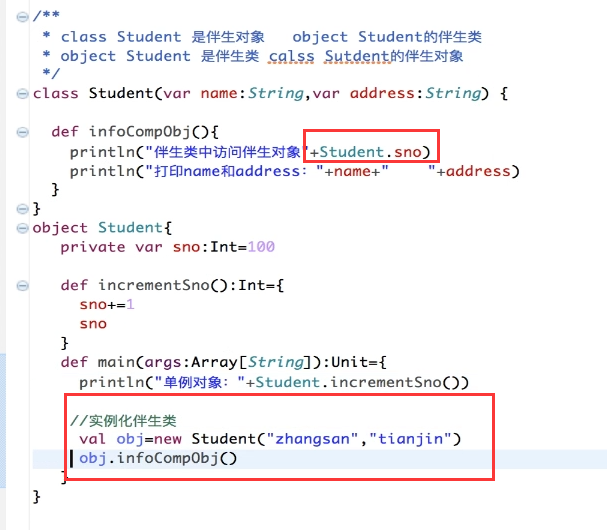 /**
 * class Student 是伴生对象   object Student的伴生类
 * object Student 是伴生类 calss Sutdent的伴生对象
 */
class Student(var name:String,var address:String) {
  def infoCompObj(){
    println("伴生类中访问伴生对象"+Student.sno)
    println("打印name和address: "+name+"    "+address)
  }
}
object Student{
   private var sno:Int=100
   def incrementSno():Int={
     sno+=1
     sno
   }
   def main(args:Array[String]):Unit={
     println("单例对象: "+Student.incrementSno())
    //实例化伴生类
     val obj=new Student("zhangsan","tianjin")
     obj.infoCompObj()
   }
}